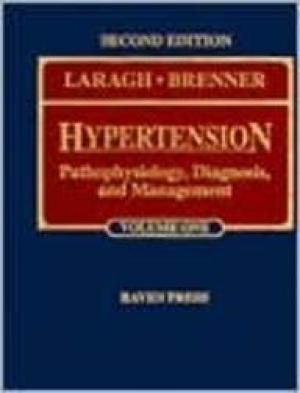 SECOND EDITION
LARAGH • BRENNER
HYPERTENSION
Pathophysiology, Diagnosis,
and Management
VOLUME ONE
RAVEN PRESS